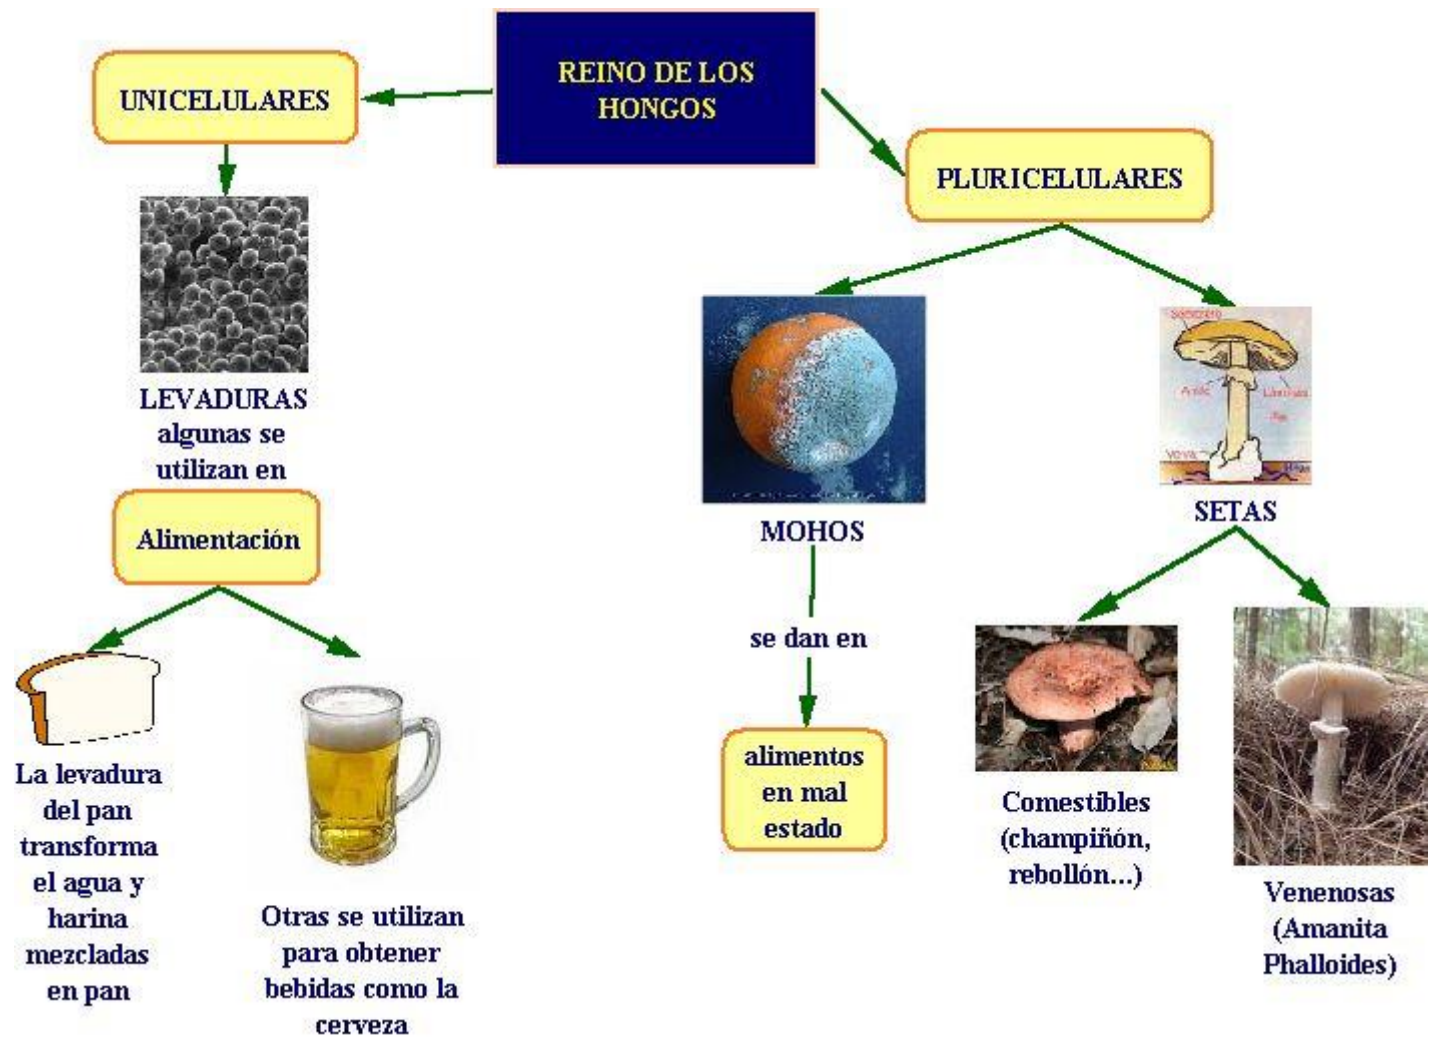 REINO DE LOS
HONGOS
UNICELULARES
PLURICELULARES
LEVADURAS
algunas se
utilizan en
Alimentación
La levadura
del pan
transforma
el agua y
harina
mezcladas
en pan
Otras se utilizan
para obtener
bebidas como la
cerveza
MOHOS
se dan en
alimentos
en mal
estado
SETAS
Comestibles
(champiñón,
rebollón...)
Venenosas
(Amanita
Phalloides)